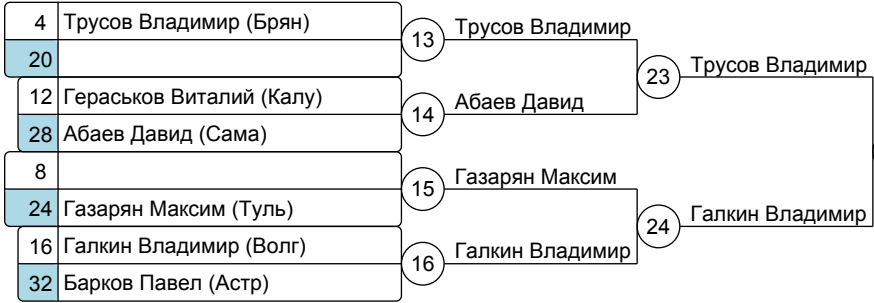 4 Трусов Владимир (Брян)
20
13 Трусов Владимир
12 Гераськов Виталий (Калу)
28 Абаев Давид (Сама)
14 Абаев Давид
23 Трусов Владимир
8
24 Газарян Максим (Туль)
15 Газарян Максим
16 Галкин Владимир (Волг)
32 Барков Павел (Астр)
16 Галкин Владимир
24 Галкин Владимир